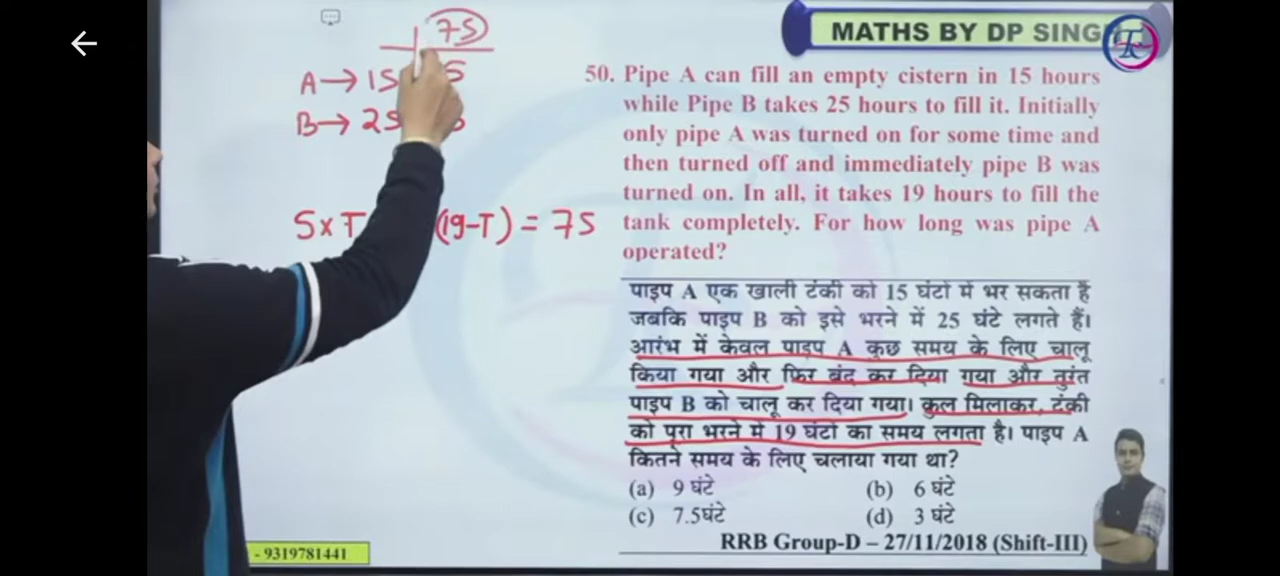 75
A → 15 5
B → 25
5×T (19-T) = 75
MATHS BY DP SING
50. Pipe A can fill an empty cistern in 15 hours
while Pipe B takes 25 hours to fill it. Initially
only pipe A was turned on for some time and
then turned off and immediately pipe B was
turned on. In all, it takes 19 hours to fill the
tank completely. For how long was pipe A
operated?
पाइप A एक खाली टंकी को 15 घंटों में भर सकता है
जबकि पाइप B को इसे भरने में 25 घंटे लगते हैं।
आरंभ में केवल पाइप A कुछ समय के लिए चालू
किया गया और फिर बंद कर दिया गया और तुरंत
पाइप B को चालू कर दिया गया। कुल मिलाकर, टंकी
को पूरा भरने में 19 घंटों का समय लगता है। पाइप A
कितने समय के लिए चलाया गया था?
(a) 9 घंटे (b) 6 घंटे
(c) 7.5घंटे (d) 3 घंटे
RRB Group-D – 27/11/2018 (Shift-III)
- 9319781441